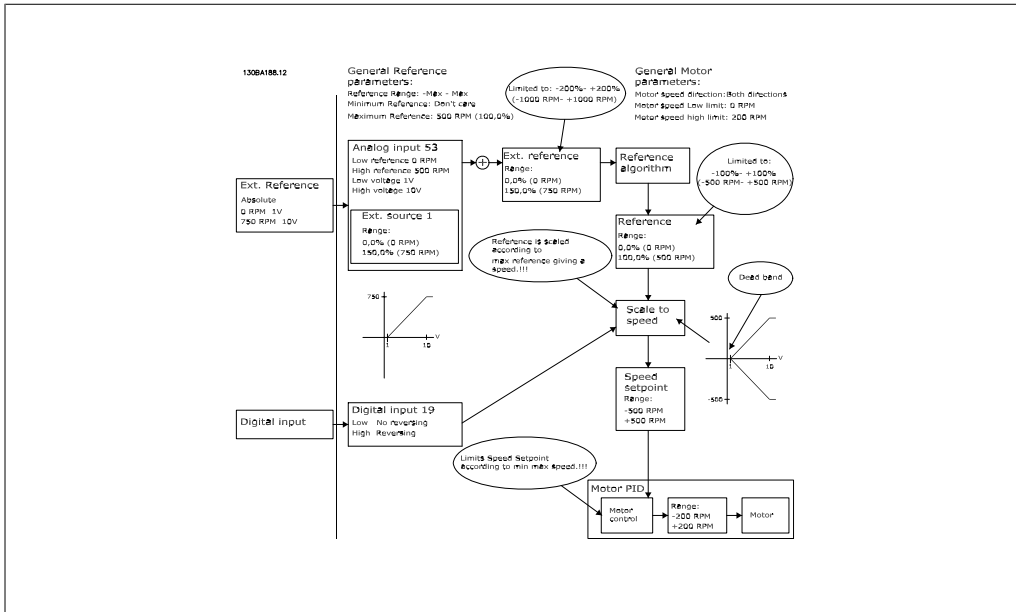 130BA188.12
General Reference
parameters:
Reference Range: -Max - Max
Minimum Reference: Don't care
Maximum Reference: 500 RPM (100,0%)
Limited to: -200%- +200%
(-1000 RPM- +1000 RPM)
General Motor
parameters:
Motor speed direction:Both directions
Motor speed Low limit: 0 RPM
Motor speed high limit: 200 RPM
Ext. Reference
Absolute
0 RPM 1V
750 RPM 10V
Analog input 53
Low reference 0 RPM
High reference 500 RPM
Low voltage 1V
High voltage 10V
Ext. source 1
Range:
0,0% (0 RPM)
150,0% (750 RPM)
Ext. reference
Range:
0,0% (0 RPM)
150,0% (750 RPM)
Reference
algorithm
Limited to:
-100%- +100%
(-500 RPM- +500 RPM)
Reference
Range:
0,0% (0 RPM)
100,0% (500 RPM)
Reference is scaled
according to
max reference giving a
speed.!!!
Dead band
750
V
1
10
Scale to
speed
500
V
1
10
-500
Speed
setpoint
Range:
-500 RPM
+500 RPM
Digital input
Digital input 19
Low No reversing
High Reversing
Limits Speed Setpoint
according to min max speed.!!!
Motor PID
Motor
control
Range:
-200 RPM
+200 RPM
Motor